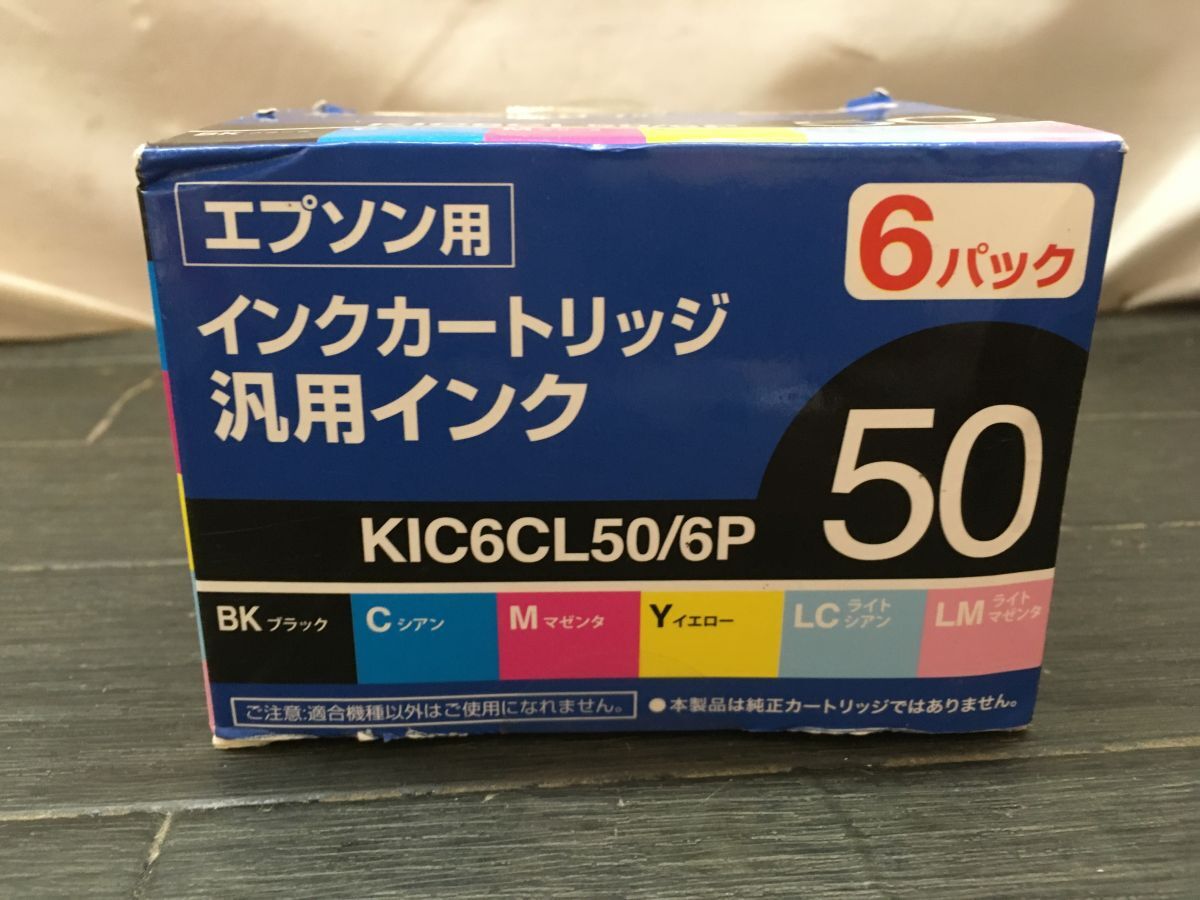 BK
エプソン用
6パック
インクカートリッジ
汎用インク
50
KIC6CL50/6P
BK ブラック
C シアン
M マゼンタ
Y イエロー
LC ライトシアン
LM ライトマゼンタ
ご注意:適合機種以外はご使用になれません。
●本製品は純正カートリッジではありません。